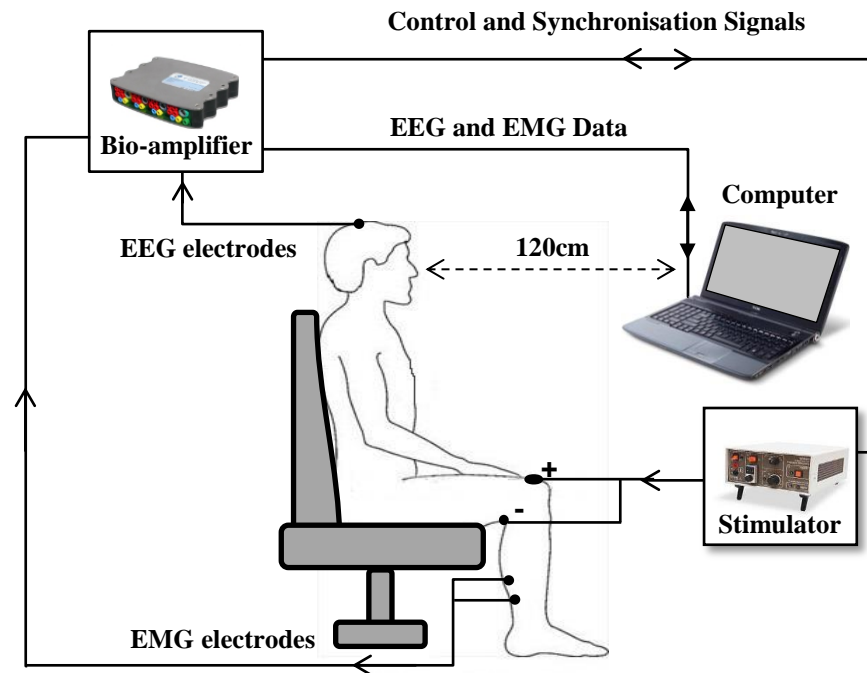 Control and Synchronisation Signals
Bio-amplifier
EEG and EMG Data
Computer
EEG electrodes
120cm
+
-
Stimulator
EMG electrodes